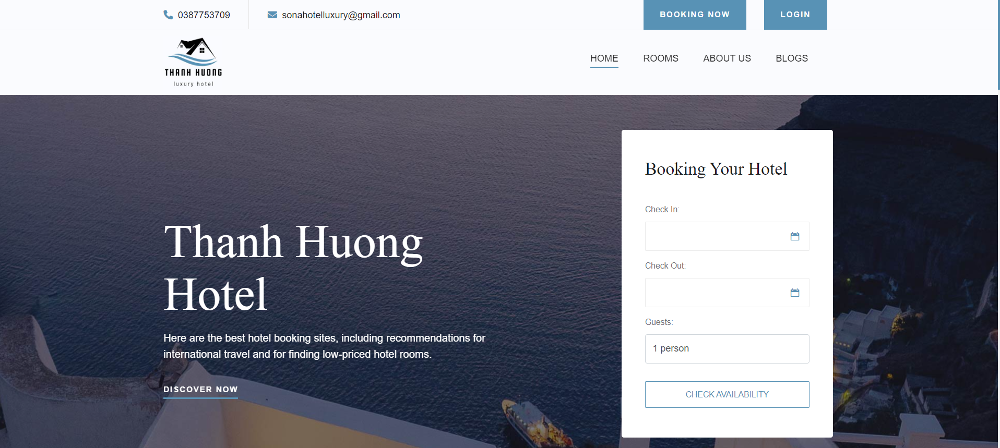 0387753709
sonahotelluxury@gmail.com
BOOKING NOW
LOGIN
THANH HUONG
luxury hotel
HOME
ROOMS
ABOUT US
BLOGS
Thanh Huong
Hotel
Here are the best hotel booking sites, including recommendations for
international travel and for finding low-priced hotel rooms.
DISCOVER NOW
Booking Your Hotel
Check In:
Check Out:
Guests:
1 person
CHECK AVAILABILITY